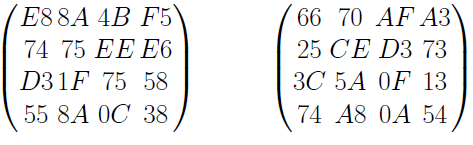 E8 8A 4B F5 66 70 AF A3
74 75 EE E6 25 CE D3 73
D3 1F 75 58 3C 5A 0F 13
55 8A 0C 38 74 A8 0A 54